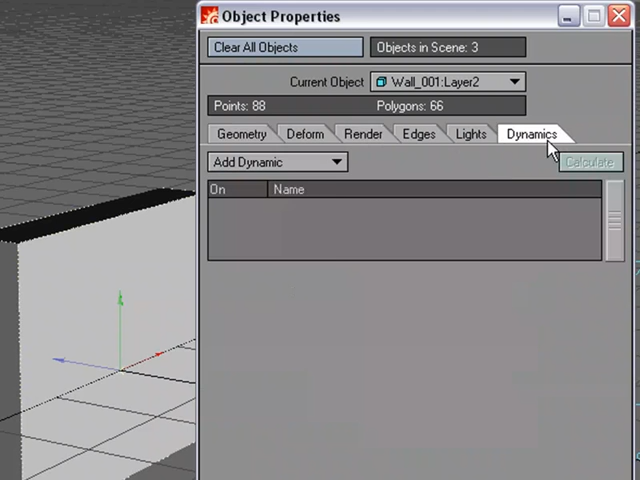 Object Properties
Clear All Objects
Objects in Scene: 3
Current Object
Wall_001:Layer2
Points: 88
Polygons: 66
Geometry
Deform
Render
Edges
Lights
Dynamics
Add Dynamic
Calculate
On
Name